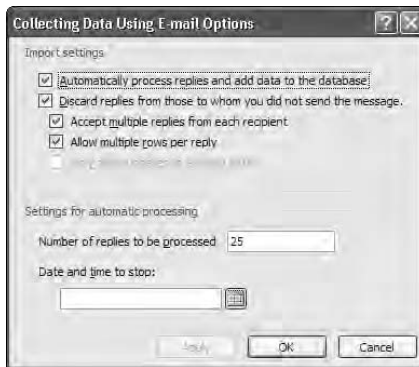 Collecting Data Using E-mail Options
Import settings
Automatically process replies and add data to the database
Discard replies from those to whom you did not send the message.
Accept multiple replies from each recipient
Allow multiple rows per reply
Settings for automatic processing
Number of replies to be processed 25
Date and time to stop:
Apply OK Cancel